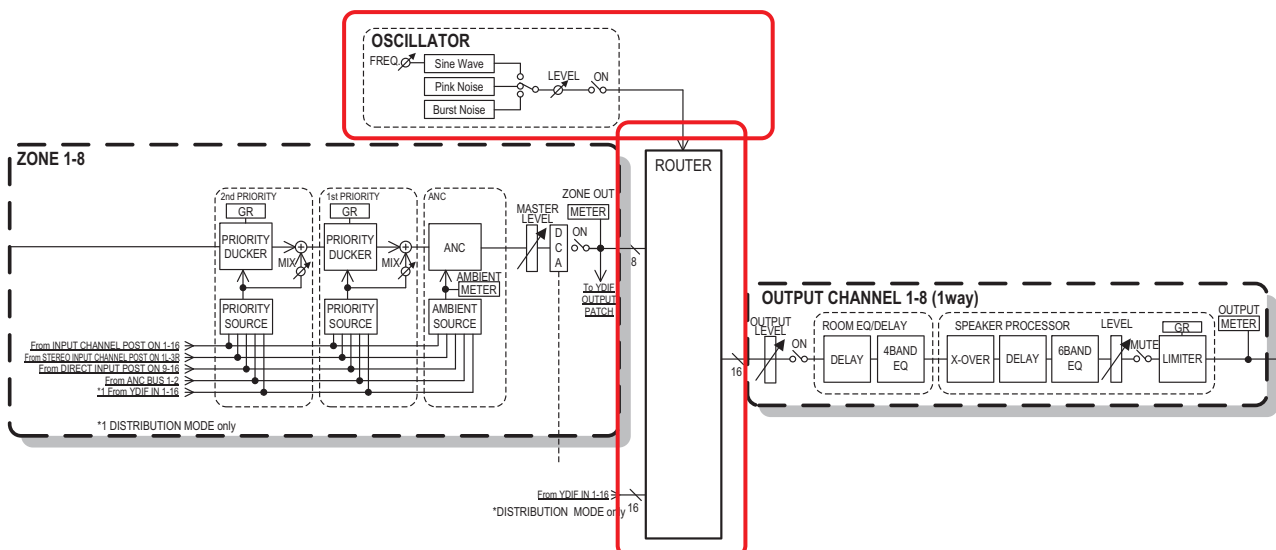 OSCILLATOR
FREQ.
Sine Wave
Pink Noise
Burst Noise
LEVEL
ON
ZONE 1-8
2nd PRIORITY
GR
PRIORITY
DUCKER
MIX
PRIORITY
SOURCE
1st PRIORITY
GR
PRIORITY
DUCKER
MIX
PRIORITY
SOURCE
ANC
ANC
AMBIENT
METER
AMBIENT
SOURCE
MASTER
LEVEL
D
C
A
ON
ZONE OUT
METER
To YDIF
OUTPUT
PATCH
8
From INPUT CHANNEL POST ON 1-16
From STEREO INPUT CHANNEL POST ON 1L-3R
From DIRECT INPUT POST ON 9-16
From ANC BUS 1-2
*1 From YDIF IN 1-16
*1 DISTRIBUTION MODE only
ROUTER
From YDIF IN 1-16
16
*DISTRIBUTION MODE only
16
OUTPUT CHANNEL 1-8 (1way)
OUTPUT
LEVEL
ON
ROOM EQ/DELAY
DELAY
4BAND
EQ
SPEAKER PROCESSOR
X-OVER
DELAY
6BAND
EQ
LEVEL
MUTE
GR
LIMITER
OUTPUT
METER